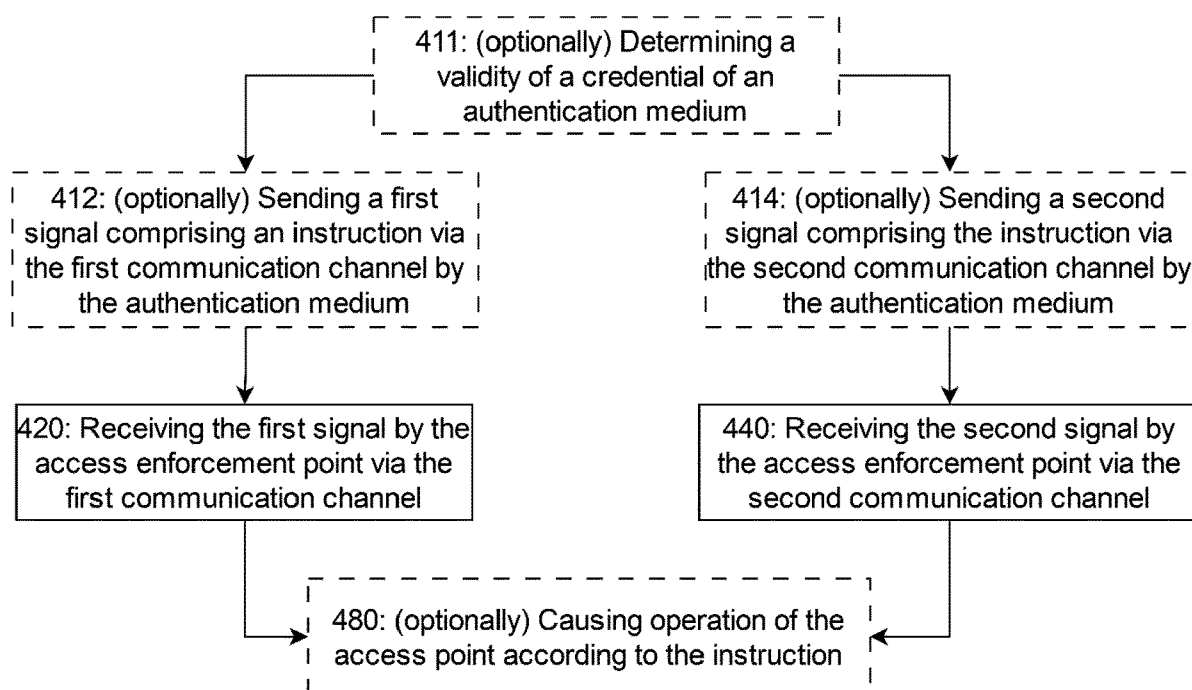 411: (optionally) Determining a
validity of a credential of an
authentication medium
412: (optionally) Sending a first
signal comprising an instruction via
the first communication channel by
the authentication medium
414: (optionally) Sending a second
signal comprising the instruction via
the second communication channel by
the authentication medium
420: Receiving the first signal by the
access enforcement point via the
first communication channel
440: Receiving the second signal by
the access enforcement point via the
second communication channel
480: (optionally) Causing operation of the
access point according to the instruction